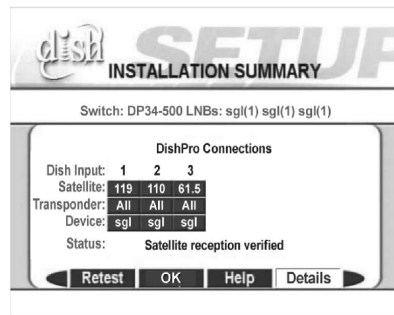 dish
SETUP
INSTALLATION SUMMARY
Switch: DP34-500 LNBs: sgl(1) sgl(1) sgl(1)
DishPro Connections
Dish Input: 1 2 3
Satellite: 119 110 61.5
Transponder: All All All
Device: sgl sgl sgl
Status: Satellite reception verified
Retest OK Help Details